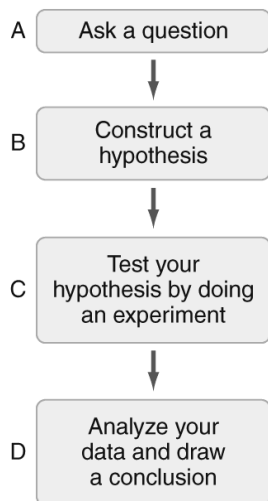 A Ask a question
B Construct a
hypothesis
C Test your
hypothesis by doing
an experiment
D Analyze your
data and draw
a conclusion